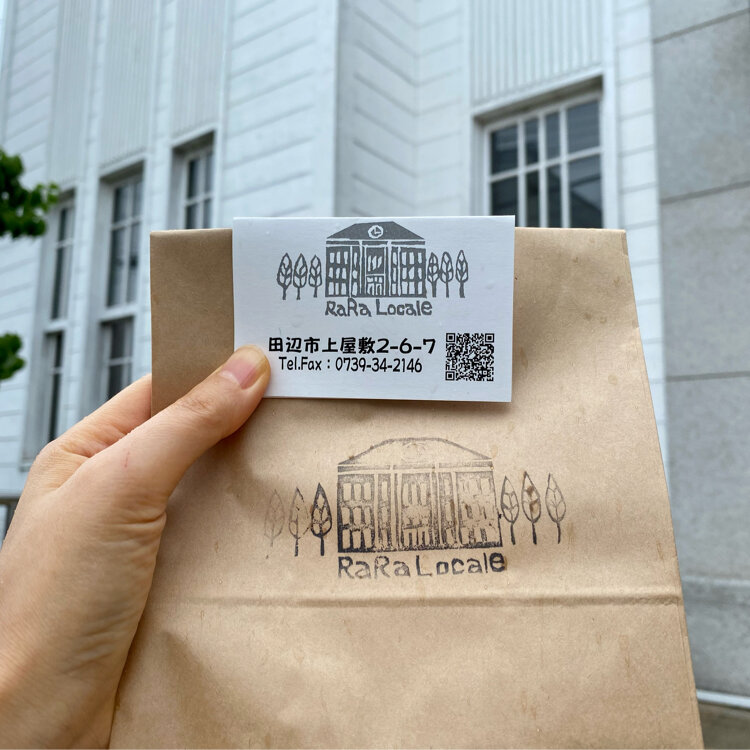 RaRa Locale
田辺市上屋敷2-6-7
Tel.Fax：0739-34-2146
RaRa Locale